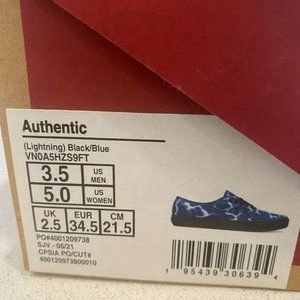 Authentic
(Lightning) Black/Blue
VN0A5HZS9FT
3.5 US MEN
5.0 US WOMEN
UK EUR CM
2.5 34.5 21.5
PO#4001209738
SJV - 05/21
CPSIA PO/CUT#
400120973800010
1 95439 30639 4